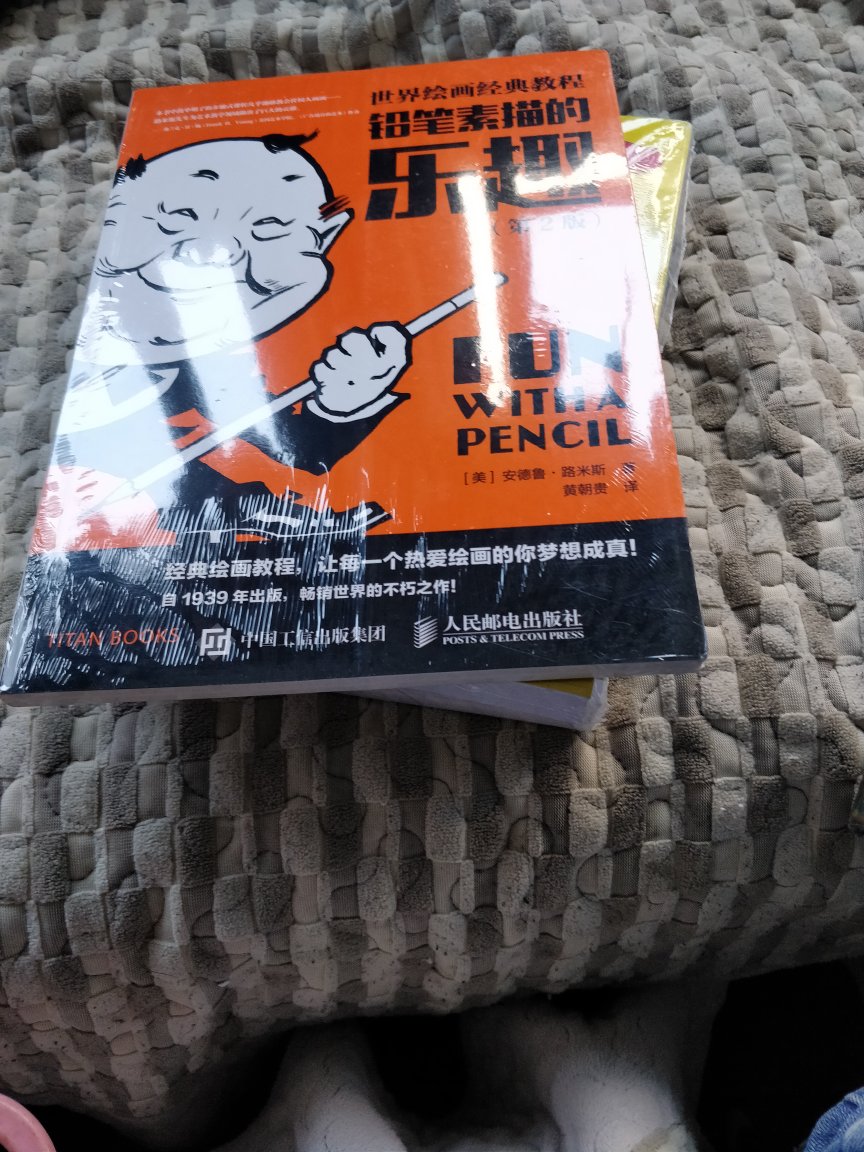 世界绘画经典教程
铅笔素描的
乐趣
（第2版）
FUN
WITH A
PENCIL
［美］安德鲁·路米斯 著
黄朝贵 译
经典绘画教程，让每一个热爱绘画的你梦想成真！
自1939年出版，畅销世界的不朽之作！
TITAN BOOKS 中国工信出版集团 人民邮电出版社
POSTS & TELECOM PRESS